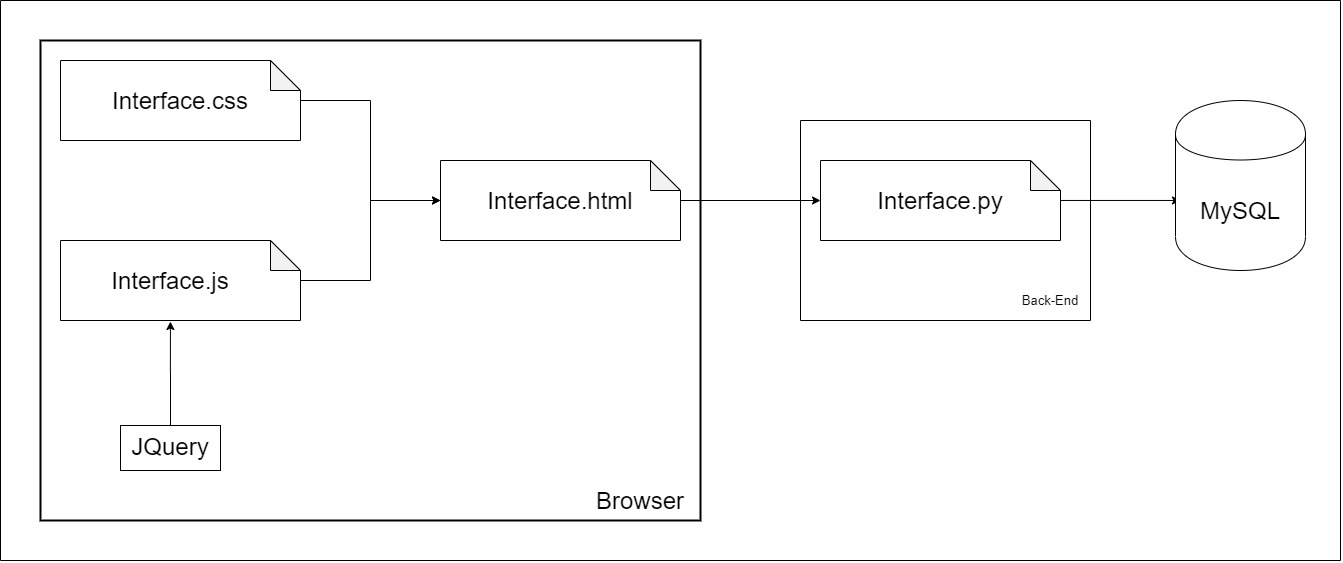 Interface.css
Interface.html
Interface.py
MySQL
Interface.js
Back-End
JQuery
Browser